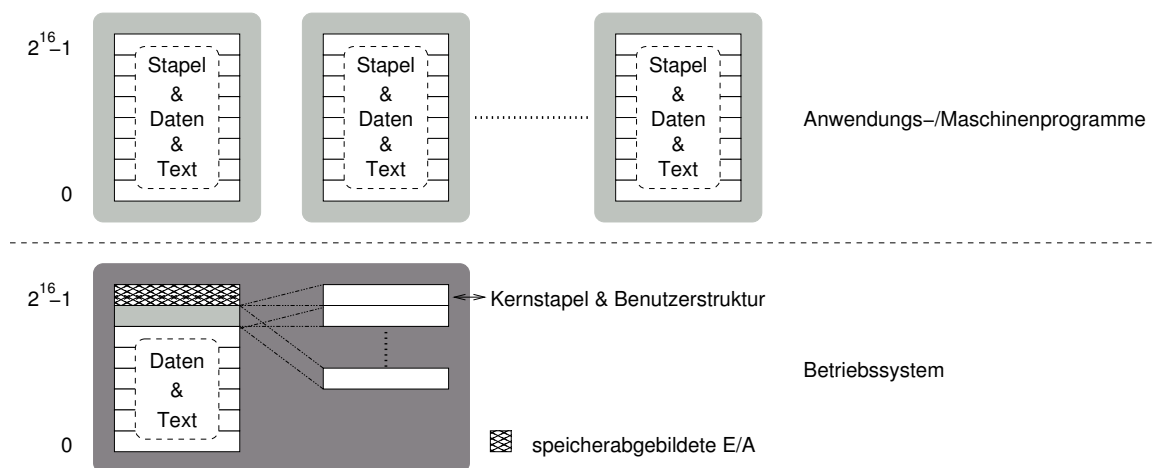 2^16−1
0
Stapel
&
Daten
&
Text
Stapel
&
Daten
&
Text
Stapel
&
Daten
&
Text
Anwendungs−/Maschinenprogramme
2^16−1
0
Daten
&
Text
Kernstapel & Benutzerstruktur
Betriebssystem
speicherabgebildete E/A